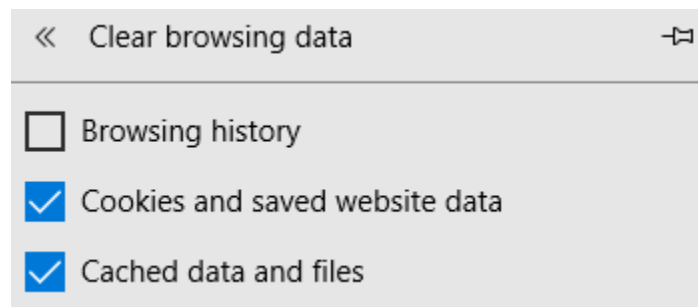 Clear browsing data
Browsing history
Cookies and saved website data
Cached data and files